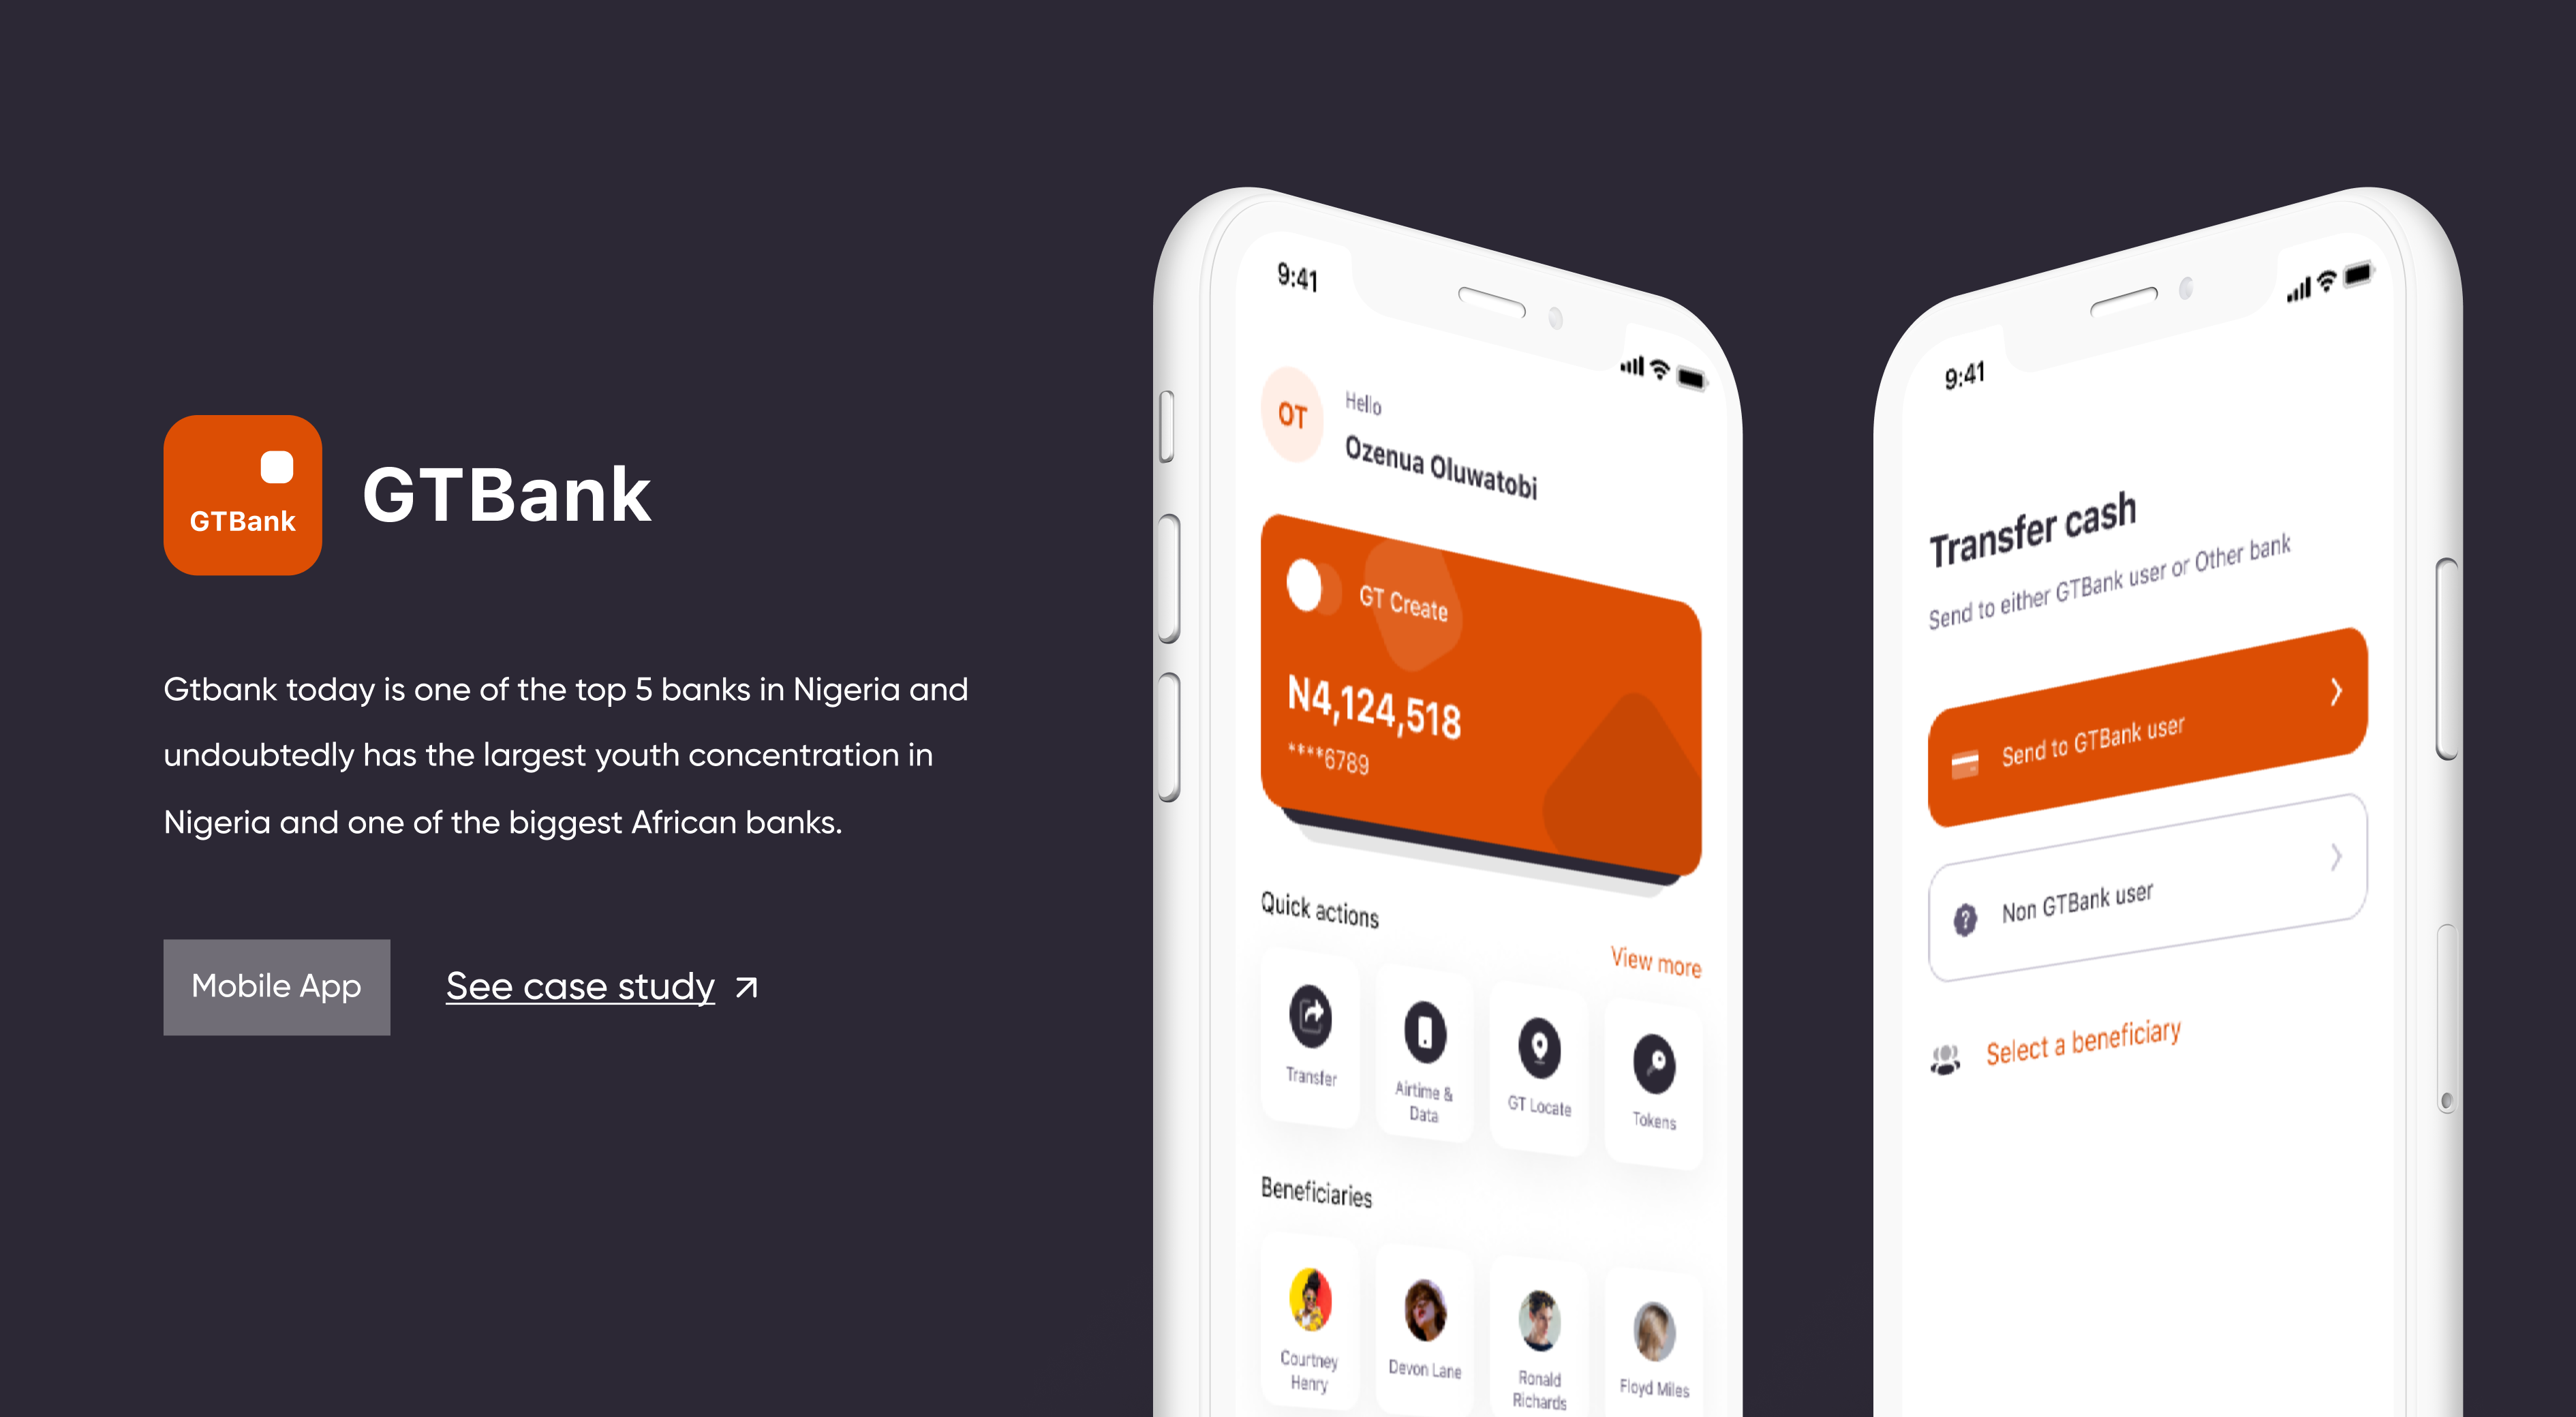 GTBank
GTBank
Gtbank today is one of the top 5 banks in Nigeria and
undoubtedly has the largest youth concentration in
Nigeria and one of the biggest African banks.
Mobile App
See case study
9:41
OT
Hello
Ozenua Oluwatobi
GT Create
N4,124,518
****6789
Quick actions
View more
Transfer
Airtime &
Data
GT Locate
Tokens
Beneficiaries
Courtney
Henry
Devon Lane
Ronald
Richards
Floyd Miles
9:41
Transfer cash
Send to either GTBank user or Other bank
Send to GTBank user
?
Non GTBank user
Select a beneficiary